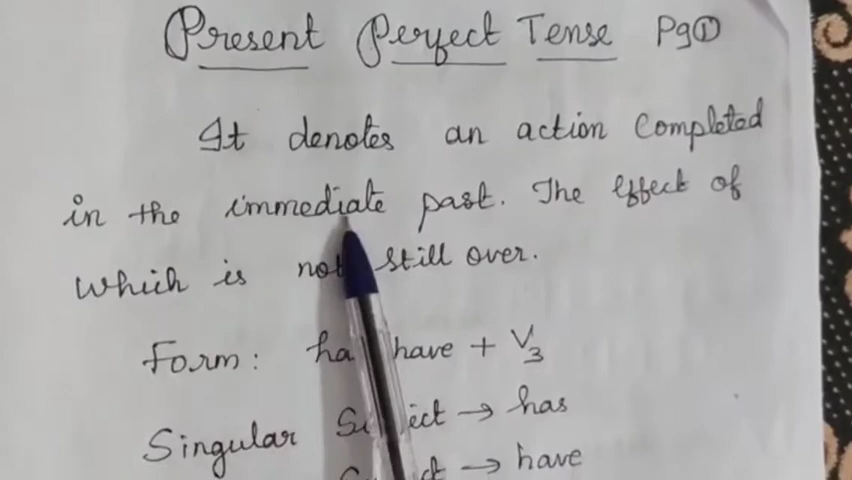 Present Perfect Tense Pg①
It denotes an action completed
in the immediate past. The effect of
which is not still over.
Form: have + V3
Singular → has
→ have